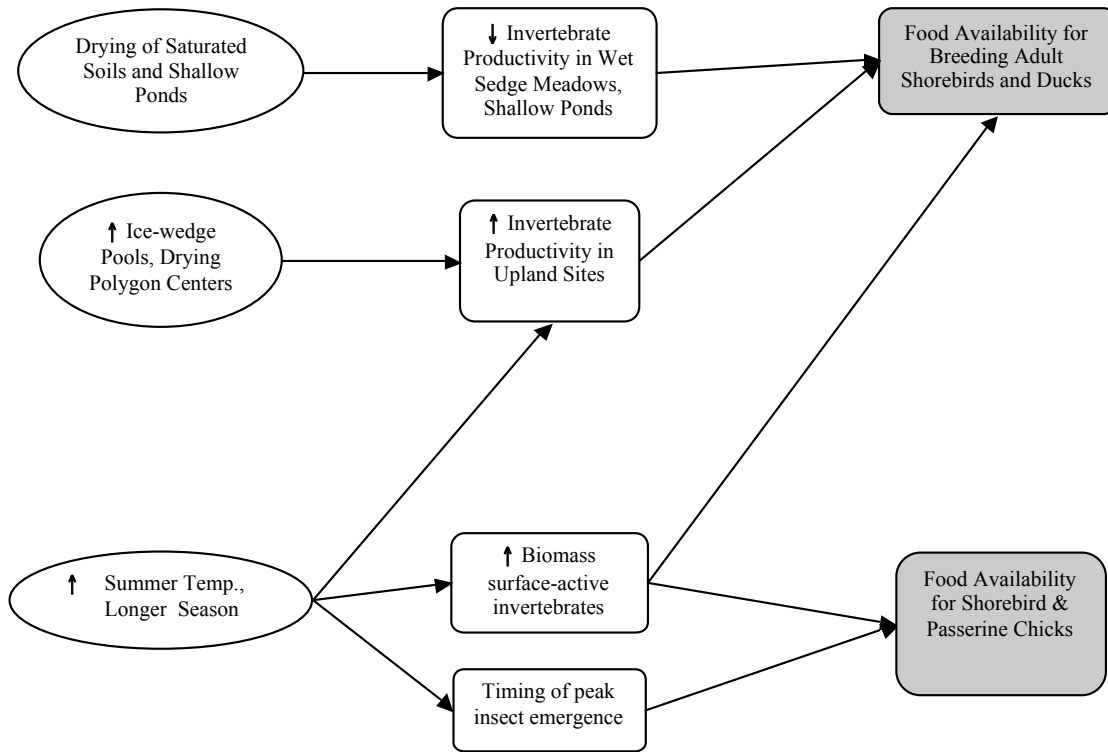 Drying of Saturated
Soils and Shallow
Ponds
↓ Invertebrate
Productivity in Wet
Sedge Meadows,
Shallow Ponds
Food Availability for
Breeding Adult
Shorebirds and Ducks
↑ Ice-wedge
Pools, Drying
Polygon Centers
↑ Invertebrate
Productivity in
Upland Sites
↑ Summer Temp.,
Longer Season
↑ Biomass
surface-active
invertebrates
Food Availability
for Shorebird &
Passerine Chicks
Timing of peak
insect emergence